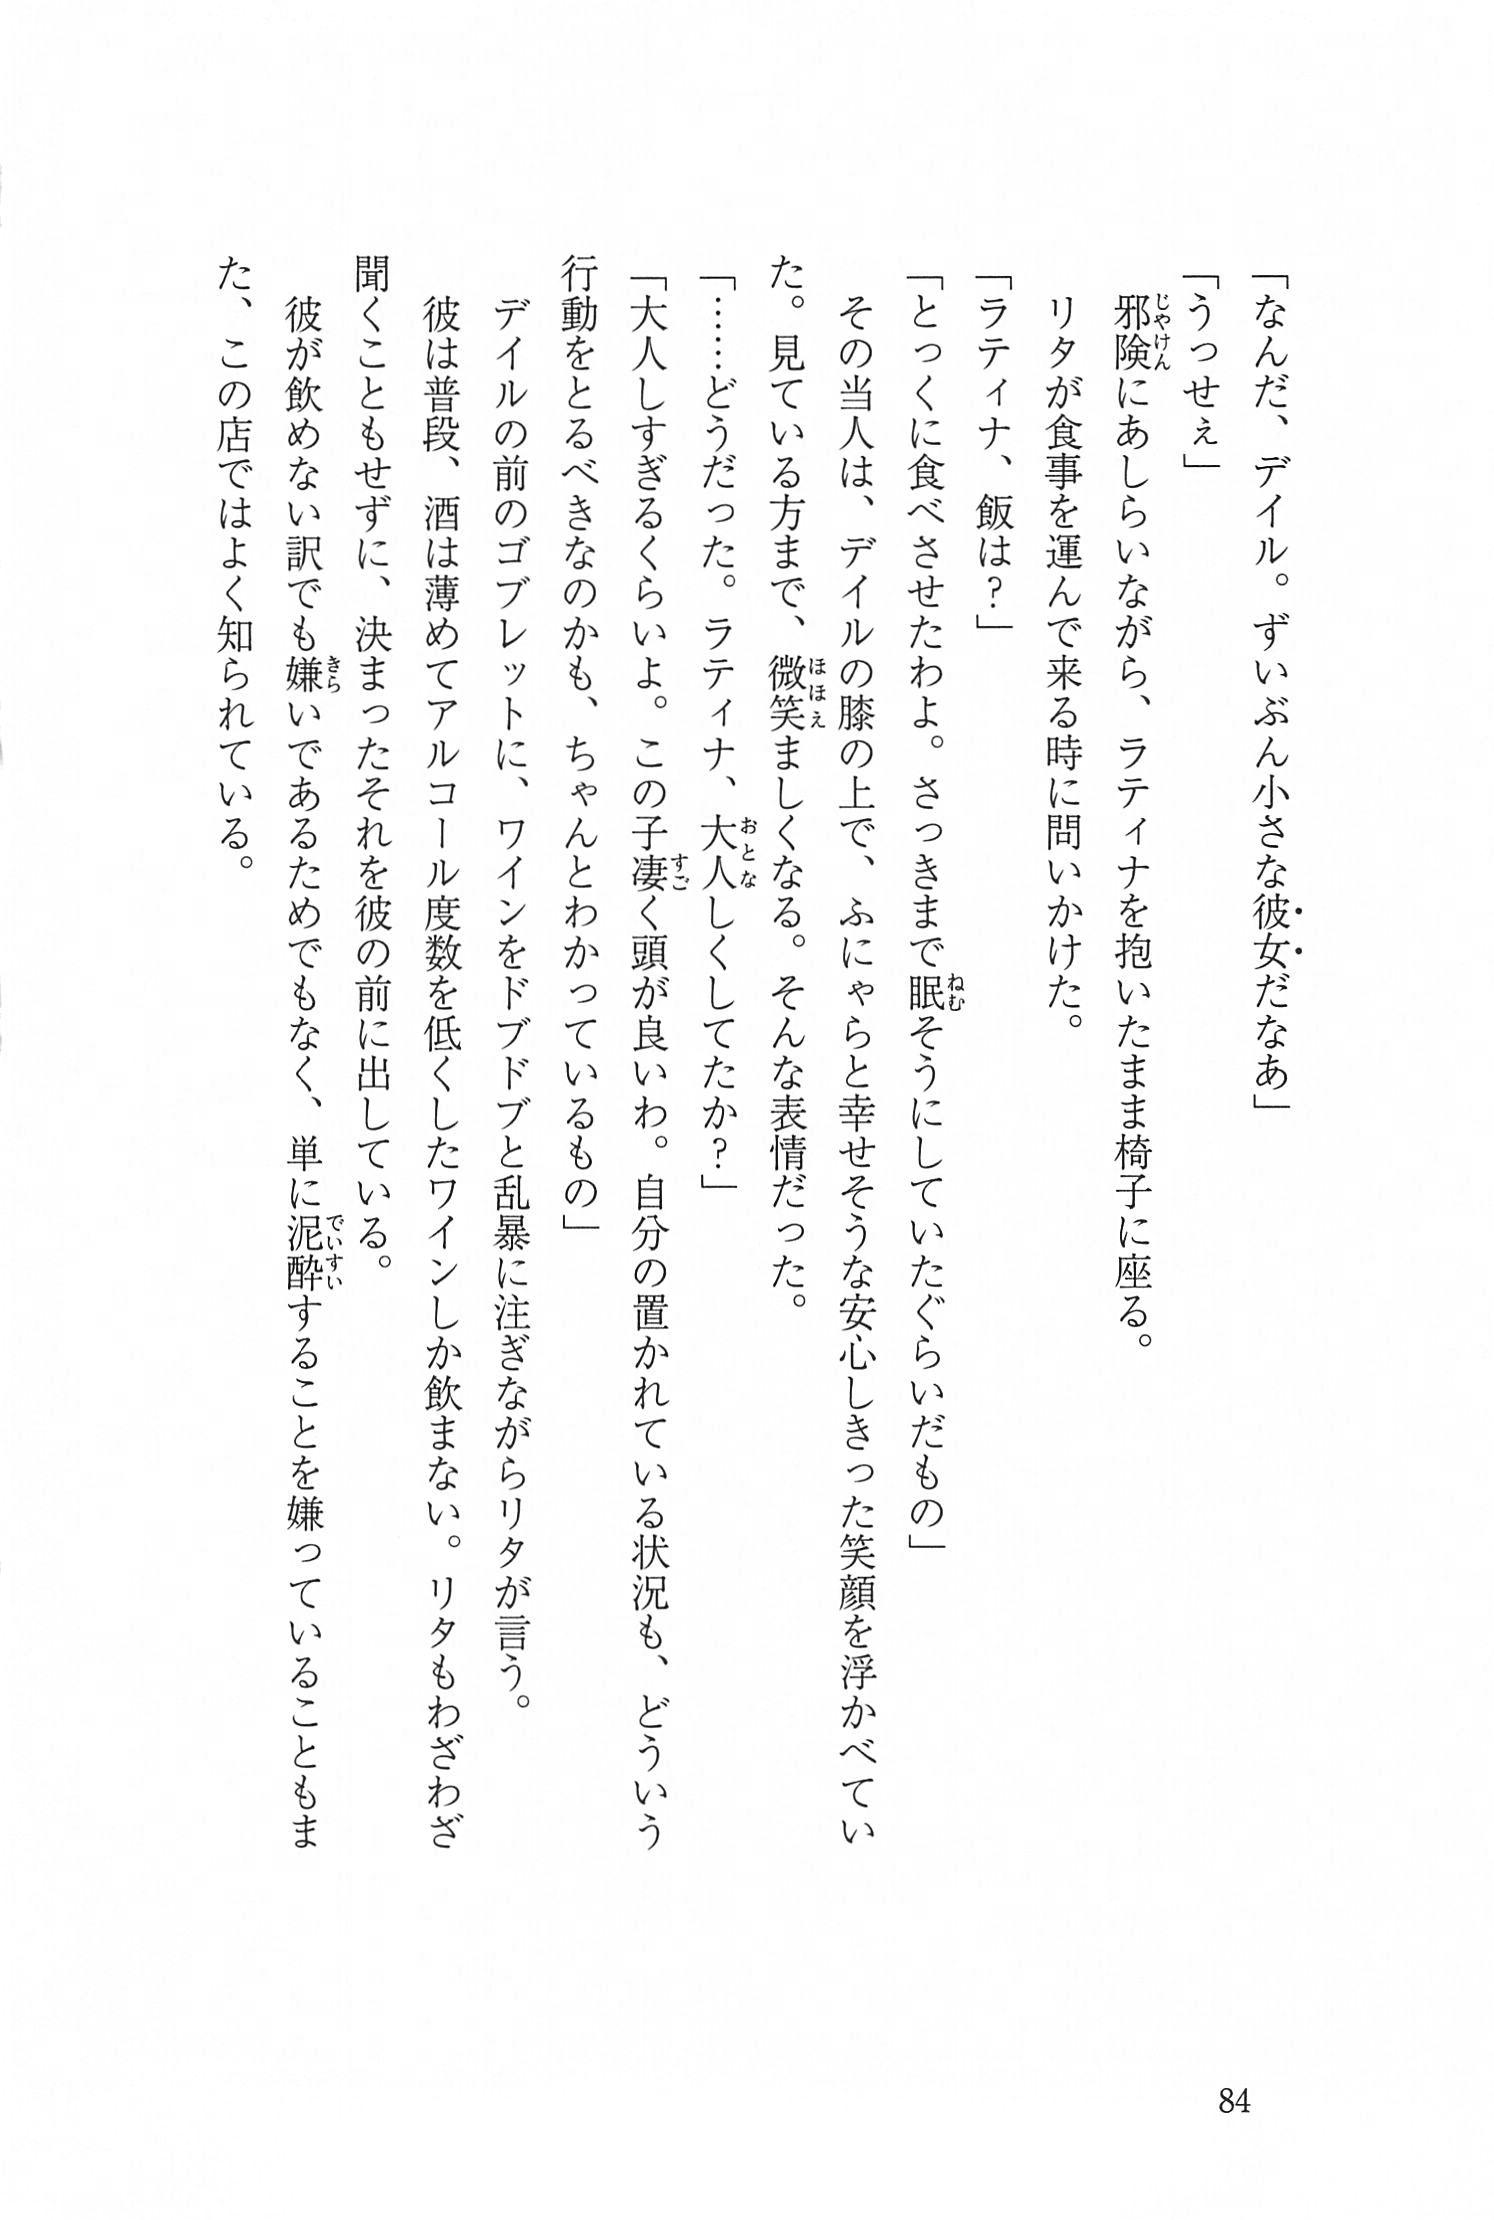 「なんだ、デイル。ずいぶん小さな彼女だなあ」
「うっせぇ」
　邪険にあしらいながら、ラティナを抱いたまま椅子に座る。
　リタが食事を運んで来る時に問いかけた。
「ラティナ、飯は？」
「とっくに食べさせたわよ。さっきまで眠そうにしていたぐらいだもの」
　その当人は、デイルの膝の上で、ふにゃらと幸せそうな安心しきった笑顔を浮かべてい
た。見ている方まで、微笑ましくなる。そんな表情だった。
「……どうだった。ラティナ、大人しくしてたか？」
「大人しすぎるくらいよ。この子凄く頭が良いわ。自分の置かれている状況も、どういう
行動をとるべきなのかも、ちゃんとわかっているもの」
　デイルの前のゴブレットに、ワインをドブドブと乱暴に注ぎながらリタが言う。
　彼は普段、酒は薄めてアルコール度数を低くしたワインしか飲まない。リタもわざわざ
聞くこともせずに、決まったそれを彼の前に出している。
　彼が飲めない訳でも嫌いであるためでもなく、単に泥酔することを嫌っていることもま
た、この店ではよく知られている。
84